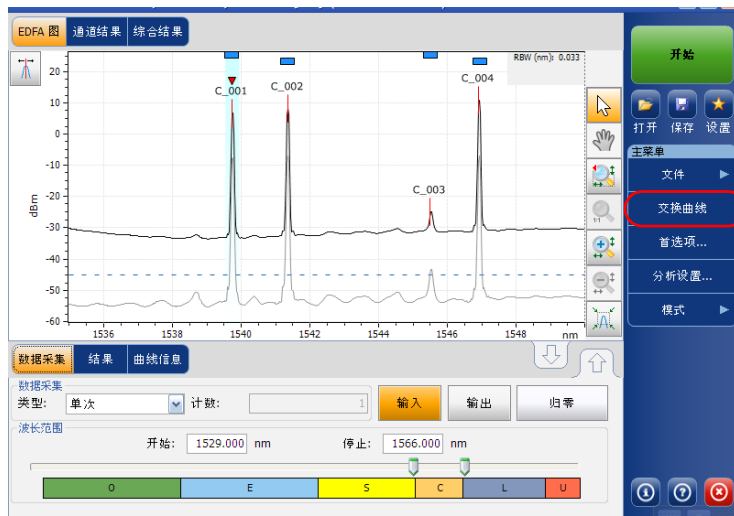 EDFA 图 通道结果 综合结果
RBW (nm): 0.033
开始
打开 保存 设置
主菜单
文件
交换曲线
首选项...
分析设置...
模式
C_001
C_002
C_003
C_004
dBm
20
10
0
-10
-20
-30
-40
-50
-60
1536 1538 1540 1542 1544 1546 1548 nm
1:1
数据采集 结果 曲线信息
数据采集
类型: 单次 计数: 1 输入 输出 归零
波长范围
开始: 1529.000 nm 停止: 1566.000 nm
O E S C L U